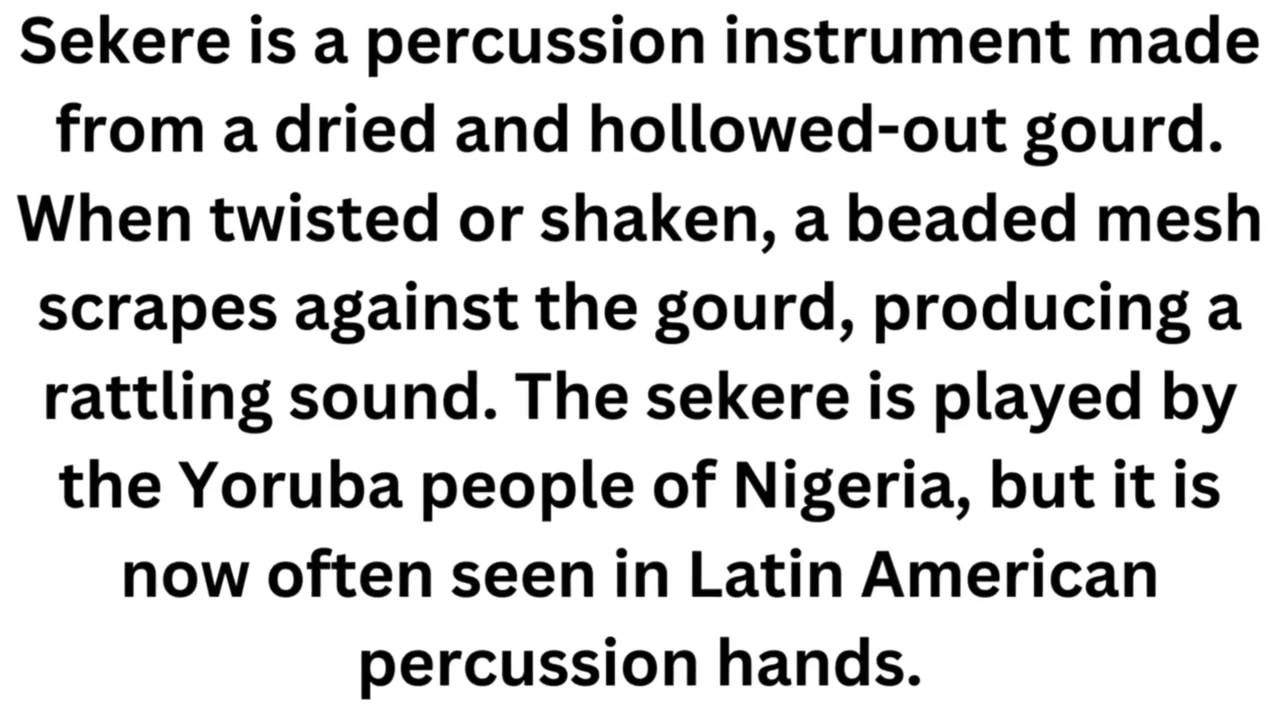 Sekere is a percussion instrument made
from a dried and hollowed-out gourd.
When twisted or shaken, a beaded mesh
scrapes against the gourd, producing a
rattling sound. The sekere is played by
the Yoruba people of Nigeria, but it is
now often seen in Latin American
percussion hands.